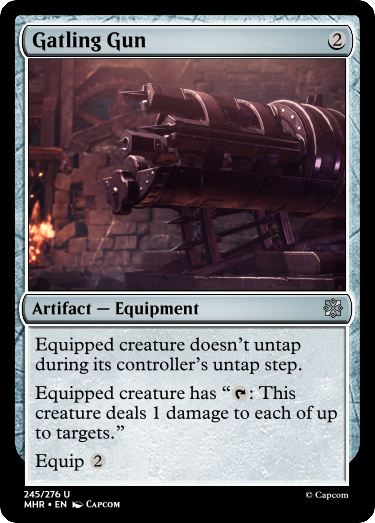 Gatling Gun 2
Artifact — Equipment
Equipped creature doesn't untap
during its controller's untap step.
Equipped creature has “: This
creature deals 1 damage to each of up
to targets.”
Equip 2
245/276 U
MHR • EN Capcom
© Capcom